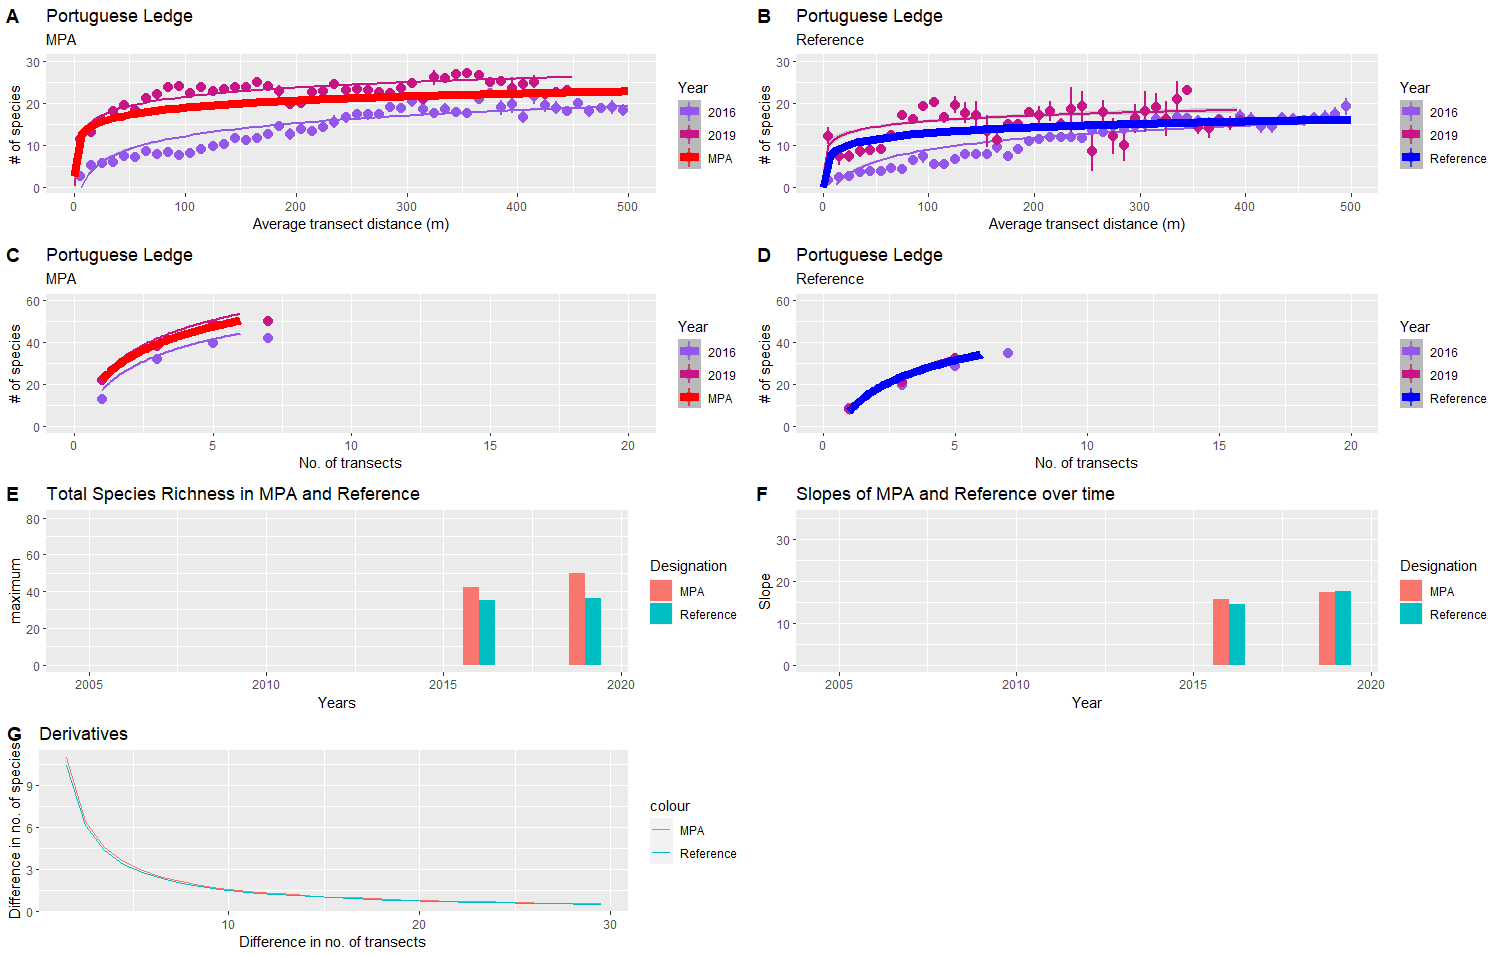 A Portuguese Ledge
MPA
# of species
30
20
10
0
0 100 200 300 400 500
Average transect distance (m)
Year
2016
2019
MPA
B Portuguese Ledge
Reference
# of species
30
20
10
0
0 100 200 300 400 500
Average transect distance (m)
Year
2016
2019
Reference
C Portuguese Ledge
MPA
# of species
60
40
20
0
0 5 10 15 20
No. of transects
Year
2016
2019
MPA
D Portuguese Ledge
Reference
# of species
60
40
20
0
0 5 10 15 20
No. of transects
Year
2016
2019
Reference
E Total Species Richness in MPA and Reference
maximum
80
60
40
20
0
2005 2010 2015 2020
Years
Designation
MPA
Reference
F Slopes of MPA and Reference over time
Slope
30
20
10
0
2005 2010 2015 2020
Year
Designation
MPA
Reference
G Derivatives
Difference in no. of species
9
6
3
0
10 20 30
Difference in no. of transects
colour
MPA
Reference